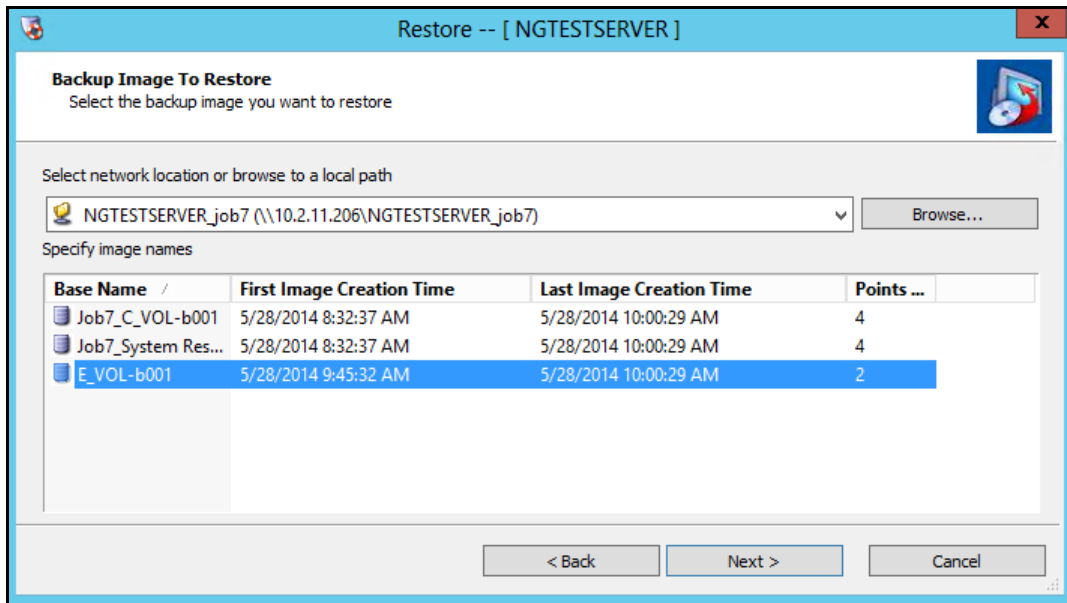 Restore -- [ NGTESTSERVER ]
x
Backup Image To Restore
Select the backup image you want to restore
Select network location or browse to a local path
NGTESTSERVER_job7 (\\10.2.11.206\NGTESTSERVER_job7)
Browse...
Specify image names
Base Name First Image Creation Time Last Image Creation Time Points ...
Job7_C_VOL-b001 5/28/2014 8:32:37 AM 5/28/2014 10:00:29 AM 4
Job7_System Res... 5/28/2014 8:32:37 AM 5/28/2014 10:00:29 AM 4
E_VOL-b001 5/28/2014 9:45:32 AM 5/28/2014 10:00:29 AM 2
< Back Next > Cancel